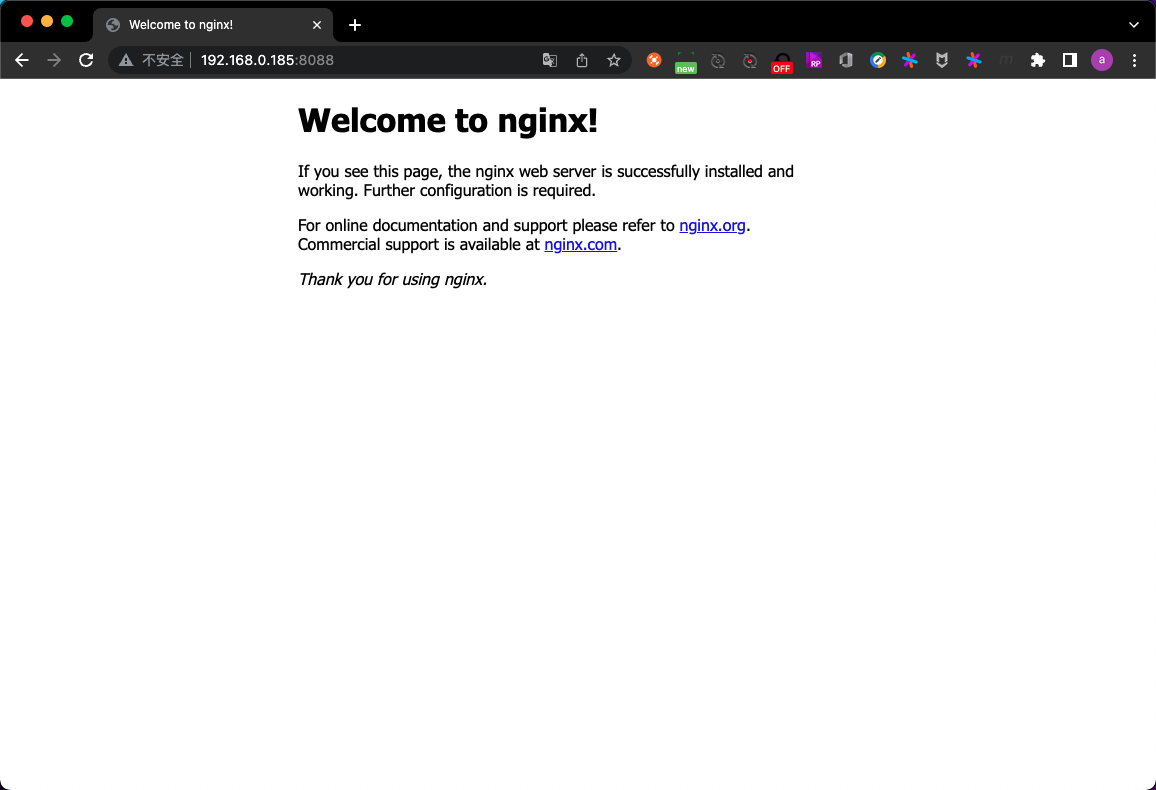 Welcome to nginx!
不安全
192.168.0.185:8088
new
OFF
RP
a
Welcome to nginx!
If you see this page, the nginx web server is successfully installed and
working. Further configuration is required.
For online documentation and support please refer to nginx.org.
Commercial support is available at nginx.com.
Thank you for using nginx.